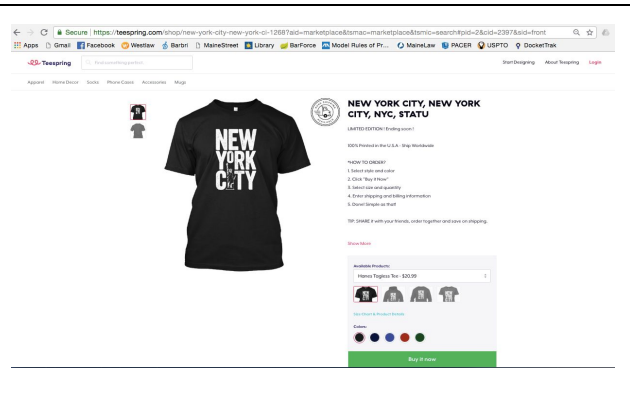 Secure https://teespring.com/shop/new-york-city-new-york-ci-1268?aid=marketplace&tsmac=marketplace&tsmic=search#pid=2&cid=2397&sid=front
Apps Gmail Facebook Westlaw Barbri MaineStreet Library BarForce Model Rules of Pr... MaineLaw PACER USPTO DocketTrak
Teespring Find something perfect Start Designing About Teespring Login
Apparel Home Decor Socks Phone Cases Accessories Mugs
NEW
YORK
CITY
NEW YORK CITY, NEW YORK
CITY, NYC, STATU
LIMITED EDITION ! Ending soon !
100% Printed in the U.S.A - Ship Worldwide
*HOW TO ORDER?
1. Select style and color
2. Click "Buy it Now"
3. Select size and quantity
4. Enter shipping and billing information
5. Done! Simple as that!
TIP: SHARE it with your friends, order together and save on shipping.
Show More
Available Products:
Hanes Tagless Tee - $20.99
Size Chart & Product Details
Colors:
Buy it now